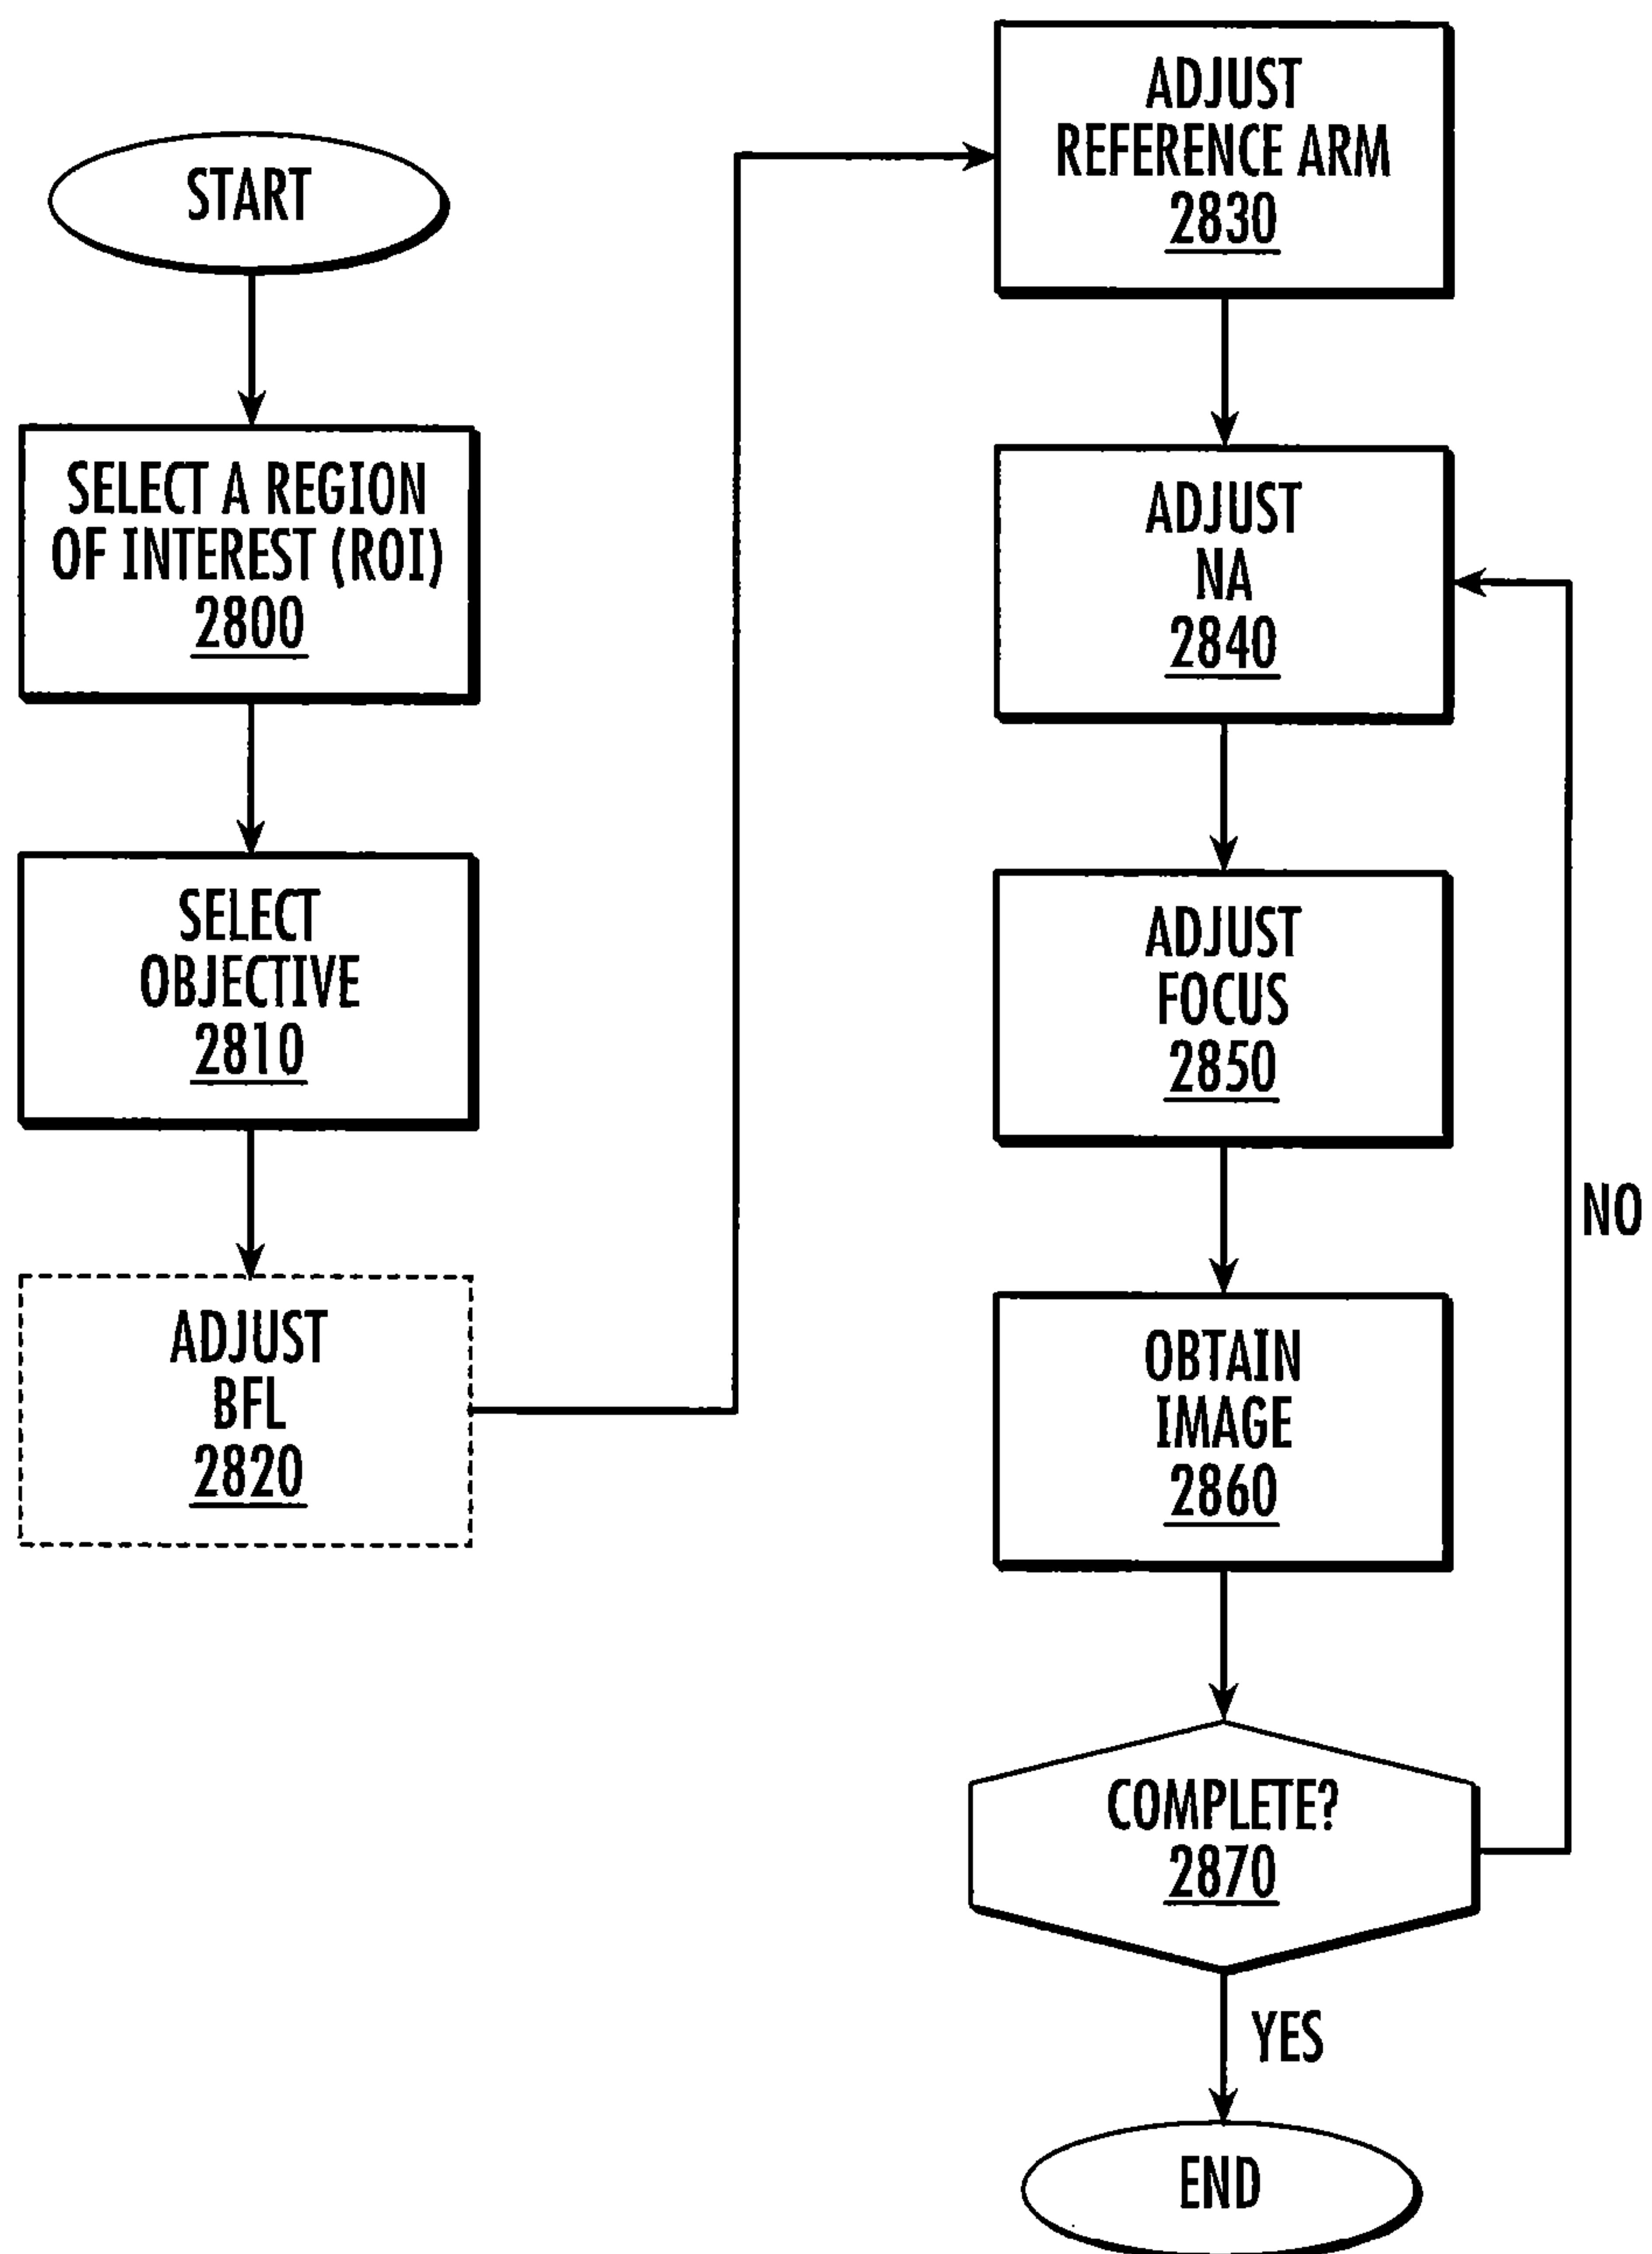 START
SELECT A REGION
OF INTEREST (ROI)
2800
SELECT
OBJECTIVE
2810
ADJUST
BFL
2820
ADJUST
REFERENCE ARM
2830
ADJUST
NA
2840
ADJUST
FOCUS
2850
OBTAIN
IMAGE
2860
COMPLETE?
2870
NO
YES
END